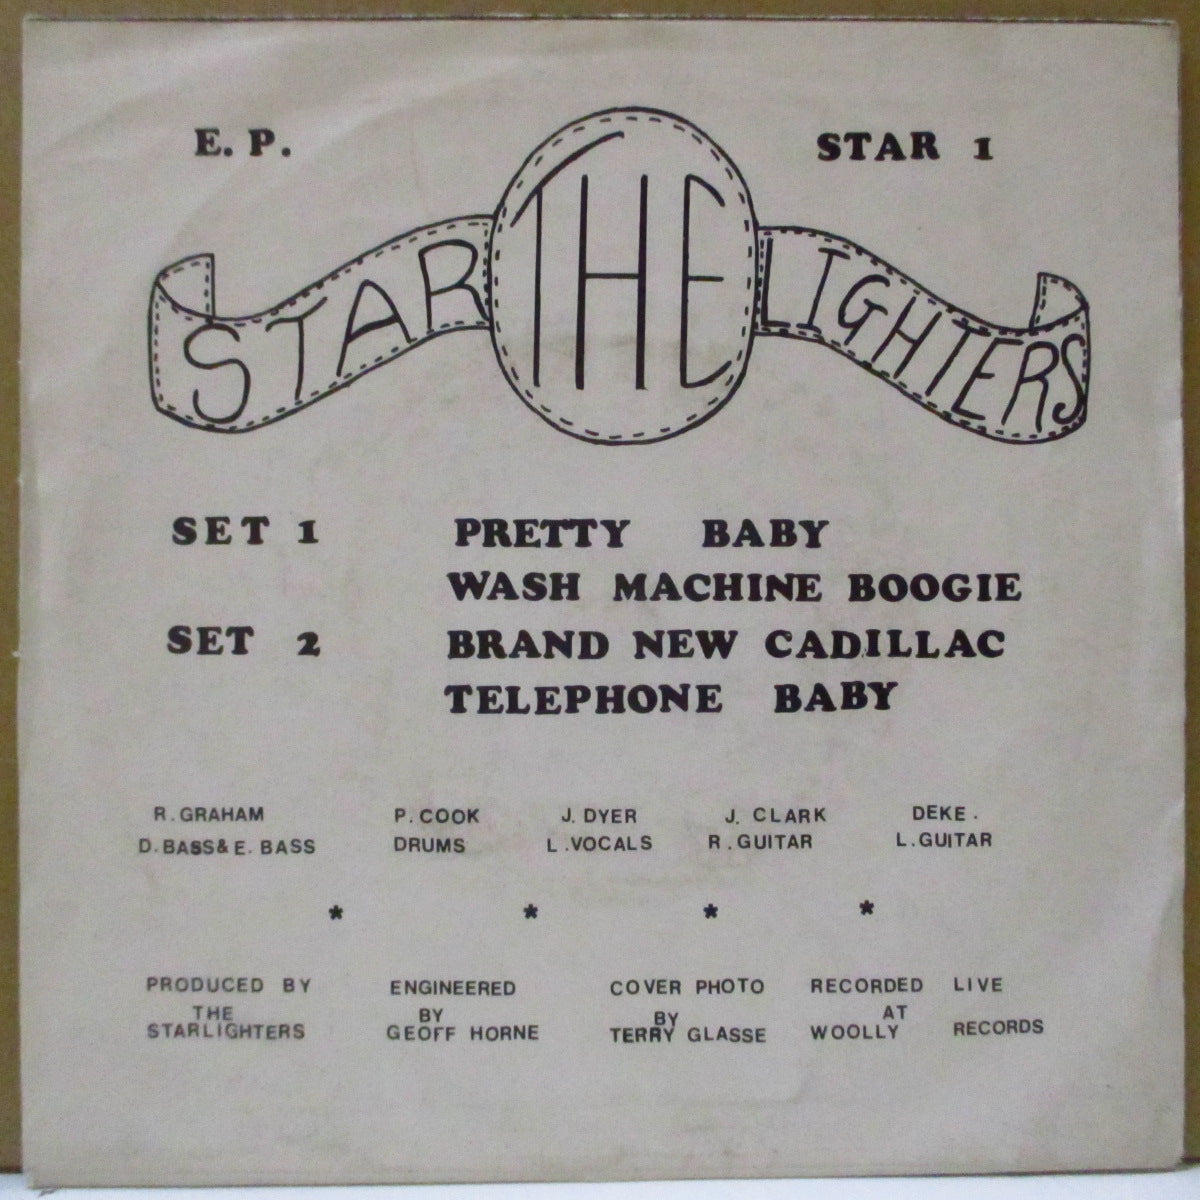 E. P.
STAR 1
THE
STAR LIGHTERS
SET 1 PRETTY BABY
WASH MACHINE BOOGIE
SET 2 BRAND NEW CADILLAC
TELEPHONE BABY
R. GRAHAM P. COOK J. DYER J. CLARK DEKE.
D. BASS & E. BASS DRUMS L. VOCALS R. GUITAR L. GUITAR
* * * *
PRODUCED BY
THE
STARLIGHTERS
ENGINEERED
BY
GEOFF HORNE
COVER PHOTO
BY
TERRY GLASSE
RECORDED LIVE
AT
WOOLLY RECORDS